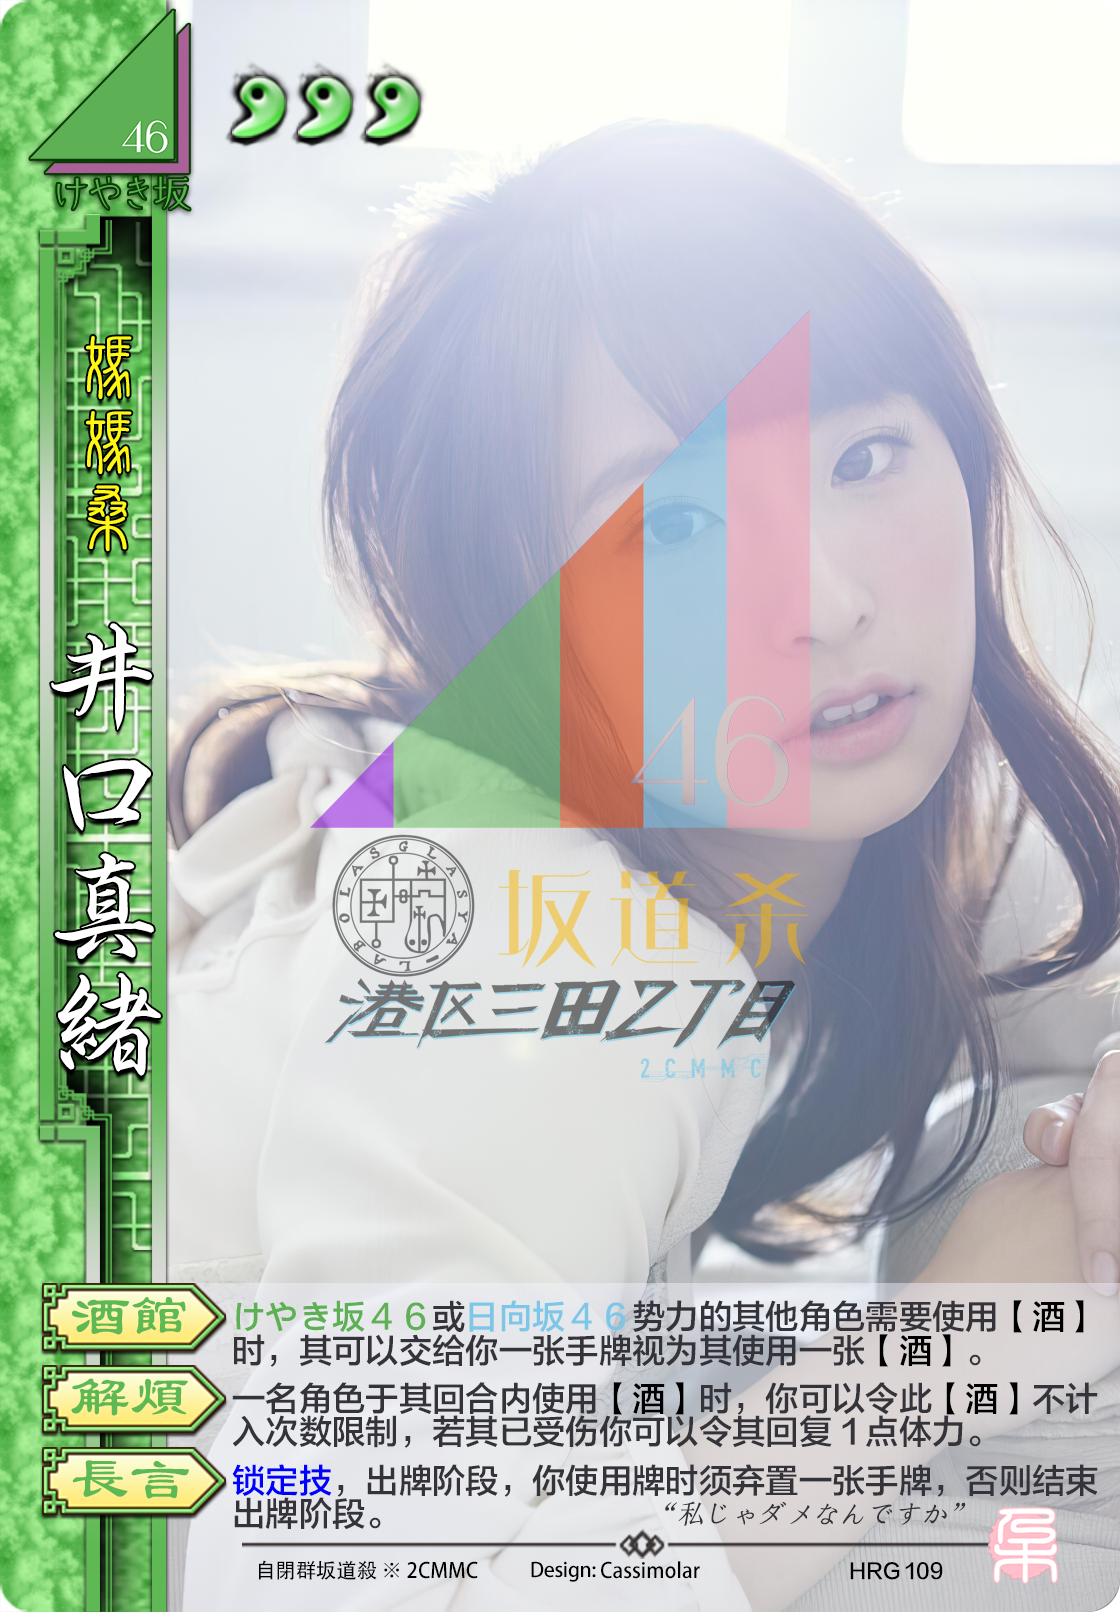 46
けやき坂
媽媽桑
井口真緒
46
GLASYA-LABOLAS
坂道杀
港区三田2丁目
2CMMC
酒館
けやき坂４６或日向坂４６势力的其他角色需要使用【酒】
时，其可以交给你一张手牌视为其使用一张【酒】。
解煩
一名角色于其回合内使用【酒】时，你可以令此【酒】不计
入次数限制，若其已受伤你可以令其回复1点体力。
長言
锁定技，出牌阶段，你使用牌时须弃置一张手牌，否则结束
出牌阶段。
“私じゃダメなんですか”
自閉群坂道殺 ※ 2CMMC
Design: Cassimolar
HRG 109